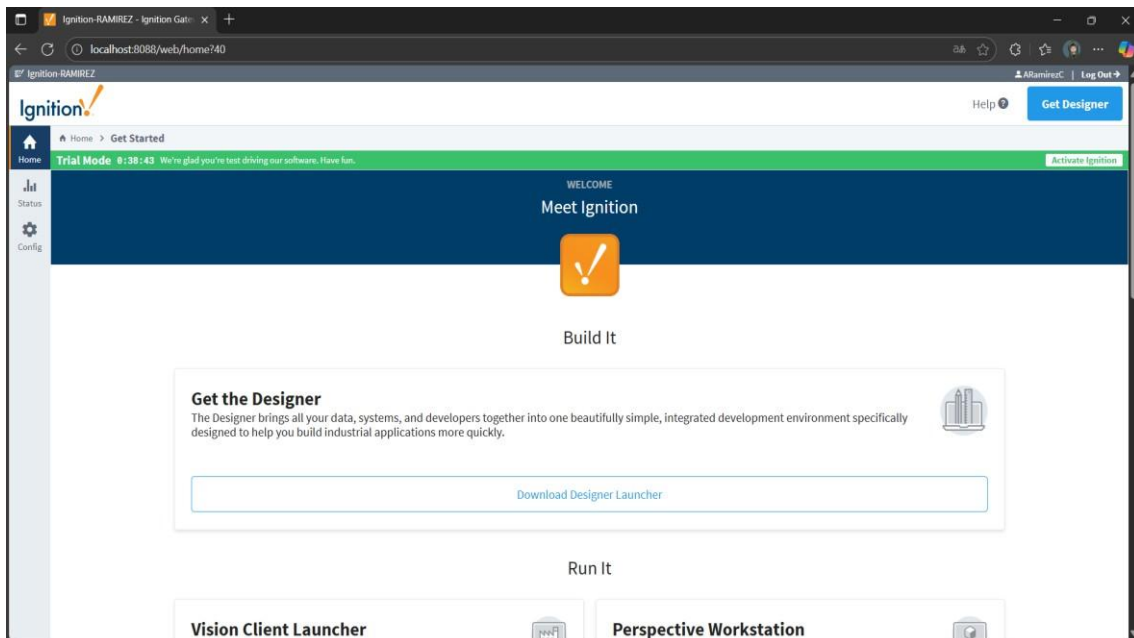 Ignition-RAMIREZ - Ignition Gate
localhost:8088/web/home?40
Ignition-RAMIREZ
ARamirezC | Log Out
Ignition!
Help
Get Designer
Home > Get Started
Home
Trial Mode 0:38:43 We're glad you're test driving our software. Have fun.
Activate Ignition
Status
Config
WELCOME
Meet Ignition
Build It
Get the Designer
The Designer brings all your data, systems, and developers together into one beautifully simple, integrated development environment specifically
designed to help you build industrial applications more quickly.
Download Designer Launcher
Run It
Vision Client Launcher
Perspective Workstation